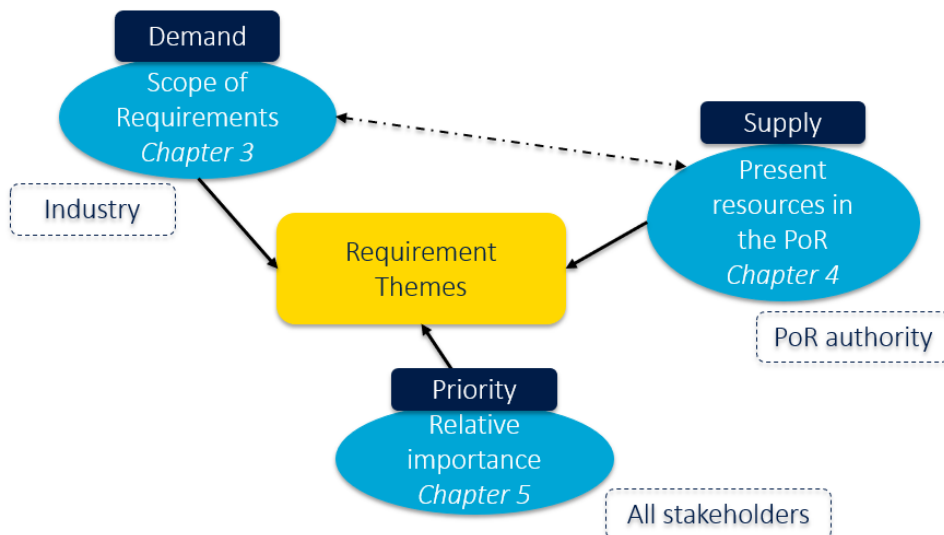 Demand
Scope of
Requirements
Chapter 3
Industry
Supply
Present
resources in
the PoR
Chapter 4
PoR authority
Requirement
Themes
Priority
Relative
importance
Chapter 5
All stakeholders